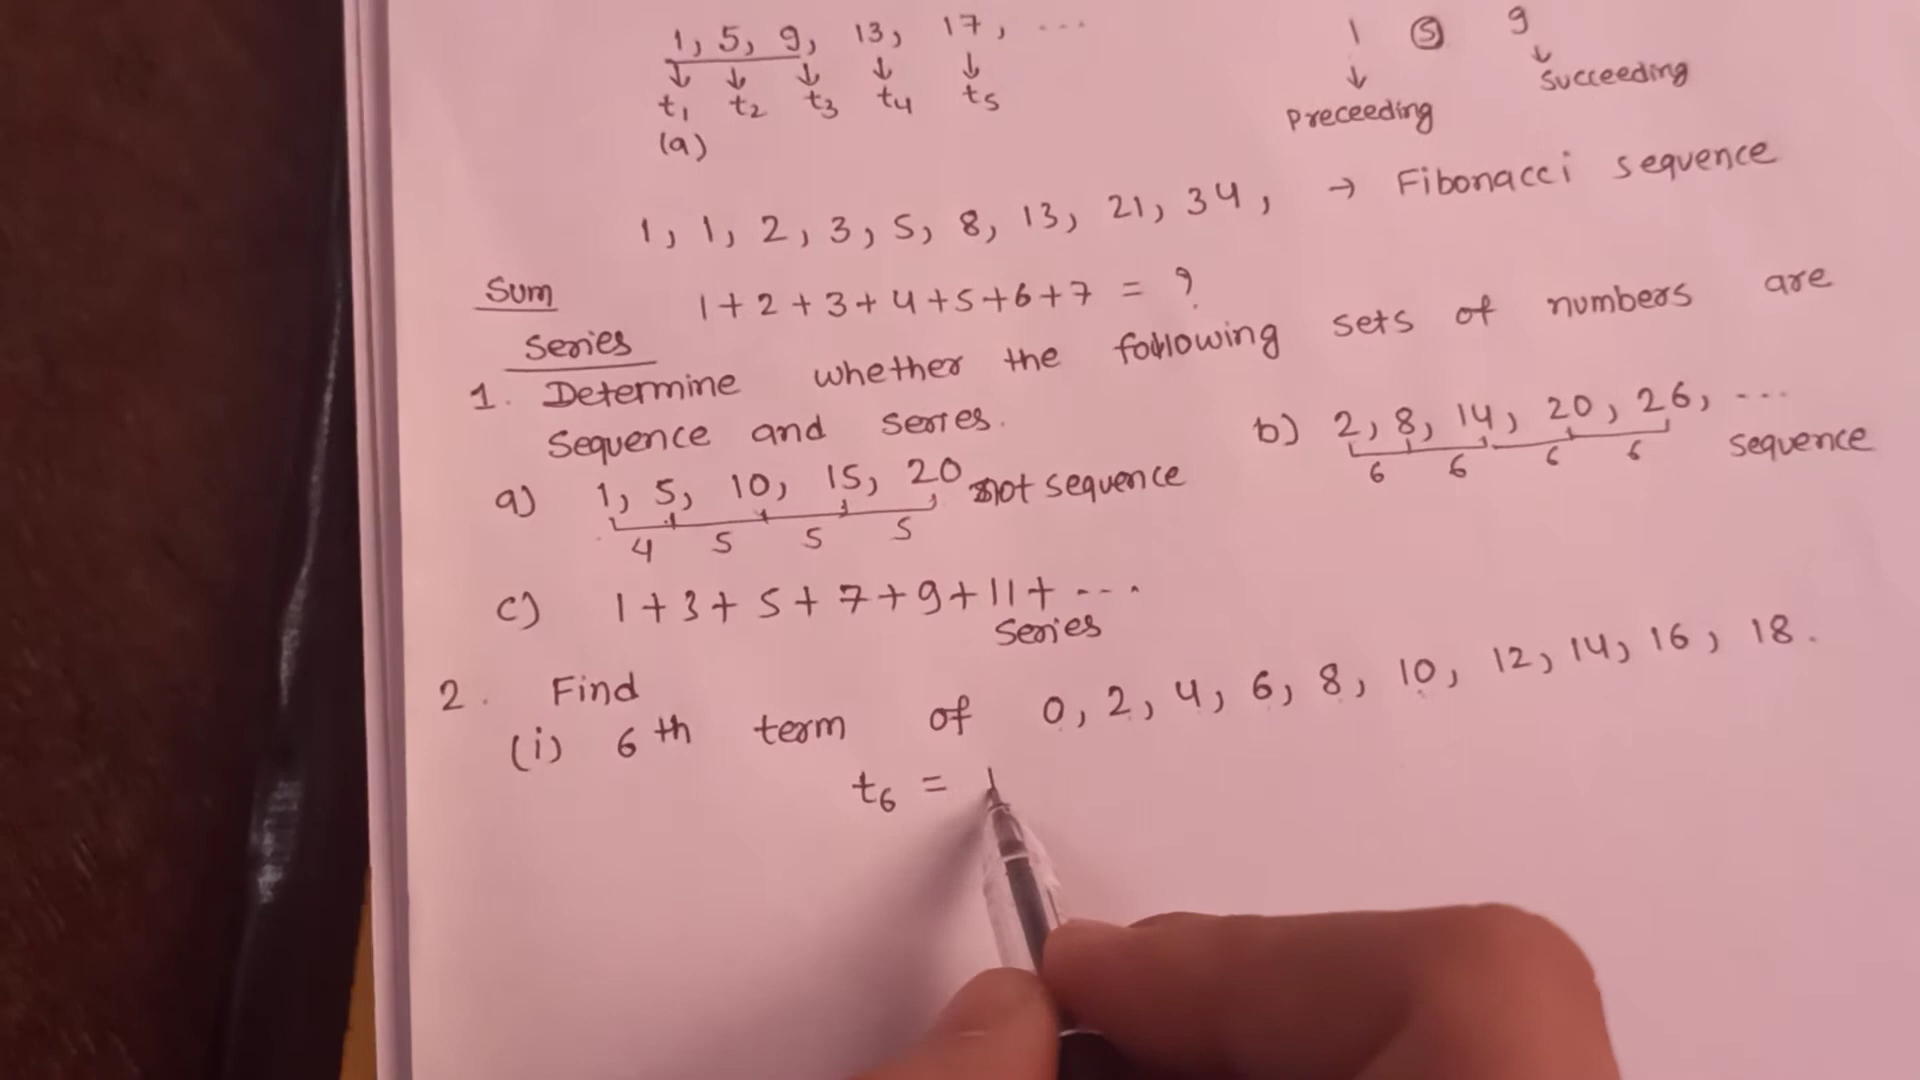 1, 5, 9, 13, 17, ...
↓ ↓ ↓ ↓ ↓
t1 t2 t3 t4 t5
(a)
1 5 9
↓ ↓
Preceeding Succeeding
1, 1, 2, 3, 5, 8, 13, 21, 34, → Fibonacci sequence
Sum 1+2+3+4+5+6+7 = ?
Series
1. Determine whether the following sets of numbers are
Sequence and series.
a) 1, 5, 10, 15, 20 not sequence
4 5 5 5
b) 2, 8, 14, 20, 26, ...
6 6 6 6 sequence
c) 1+3+5+7+9+11+ ...
Series
2. Find
(i) 6th term of 0, 2, 4, 6, 8, 10, 12, 14, 16, 18.
t6 = 1